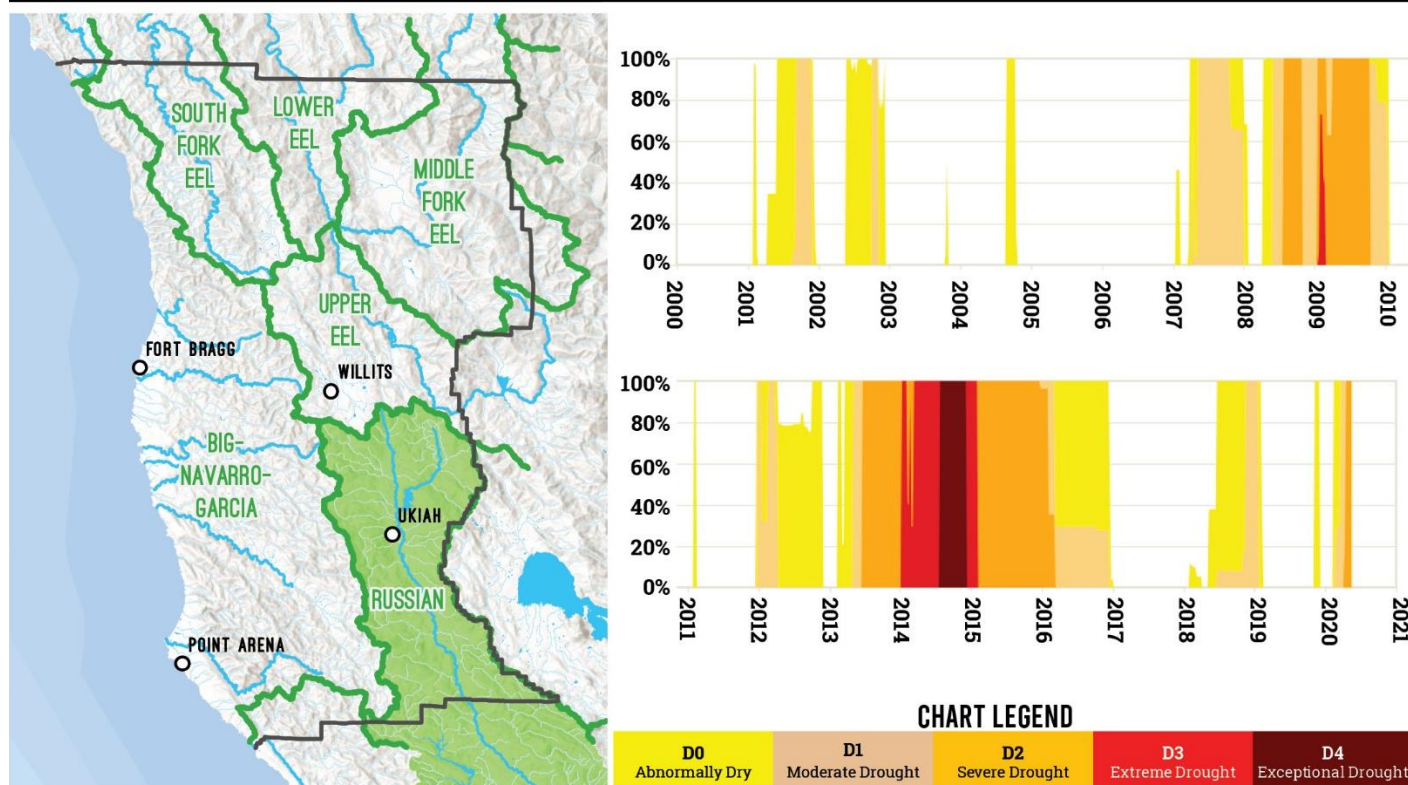 SOUTH
FORK
EEL
LOWER
EEL
MIDDLE
FORK
EEL
UPPER
EEL
FORT BRAGG
WILLITS
BIG-
NAVARRO-
GARCIA
UKIAH
RUSSIAN
POINT ARENA
100%
80%
60%
40%
20%
0%
2000
2001
2002
2003
2004
2005
2006
2007
2008
2009
2010
100%
80%
60%
40%
20%
0%
2011
2012
2013
2014
2015
2016
2017
2018
2019
2020
2021
CHART LEGEND
D0
Abnormally Dry
D1
Moderate Drought
D2
Severe Drought
D3
Extreme Drought
D4
Exceptional Drought